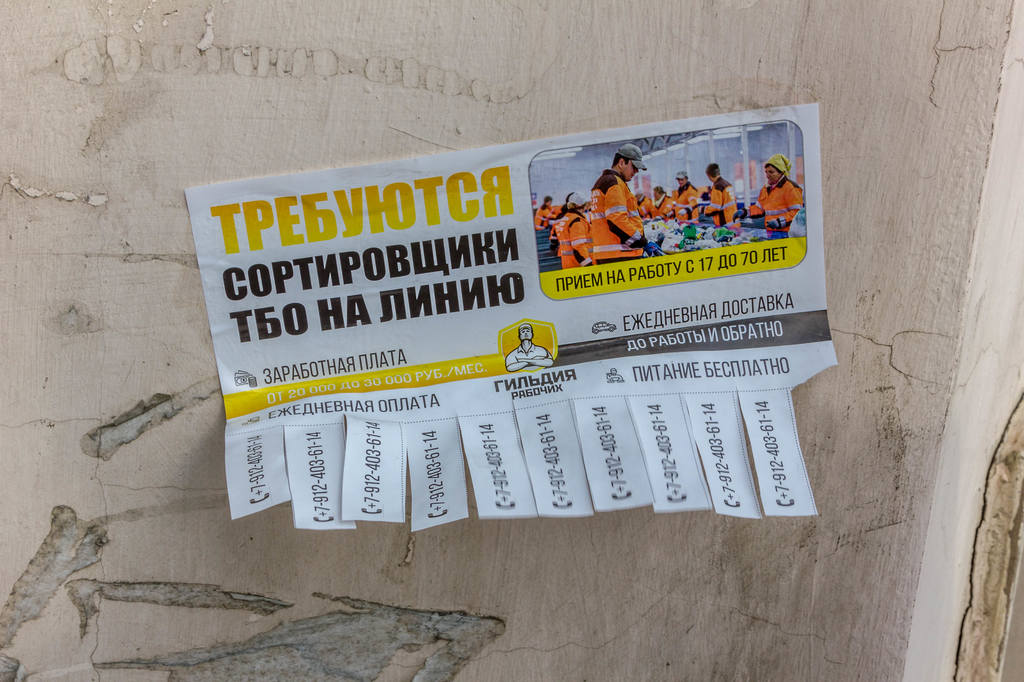 ТРЕБУЮТСЯ
СОРТИРОВЩИКИ
ТБО НА ЛИНИЮ
ПРИЕМ НА РАБОТУ С 17 ДО 70 ЛЕТ
ЗАРАБОТНАЯ ПЛАТА
ОТ 20 000 ДО 30 000 РУБ./МЕС.
ЕЖЕДНЕВНАЯ ОПЛАТА
ГИЛЬДИЯ
РАБОЧИХ
ЕЖЕДНЕВНАЯ ДОСТАВКА
ДО РАБОТЫ И ОБРАТНО
ПИТАНИЕ БЕСПЛАТНО
+7-912-403-61-14
+7-912-403-61-14
+7-912-403-61-14
+7-912-403-61-14
+7-912-403-61-14
+7-912-403-61-14
+7-912-403-61-14
+7-912-403-61-14
+7-912-403-61-14
+7-912-403-61-14